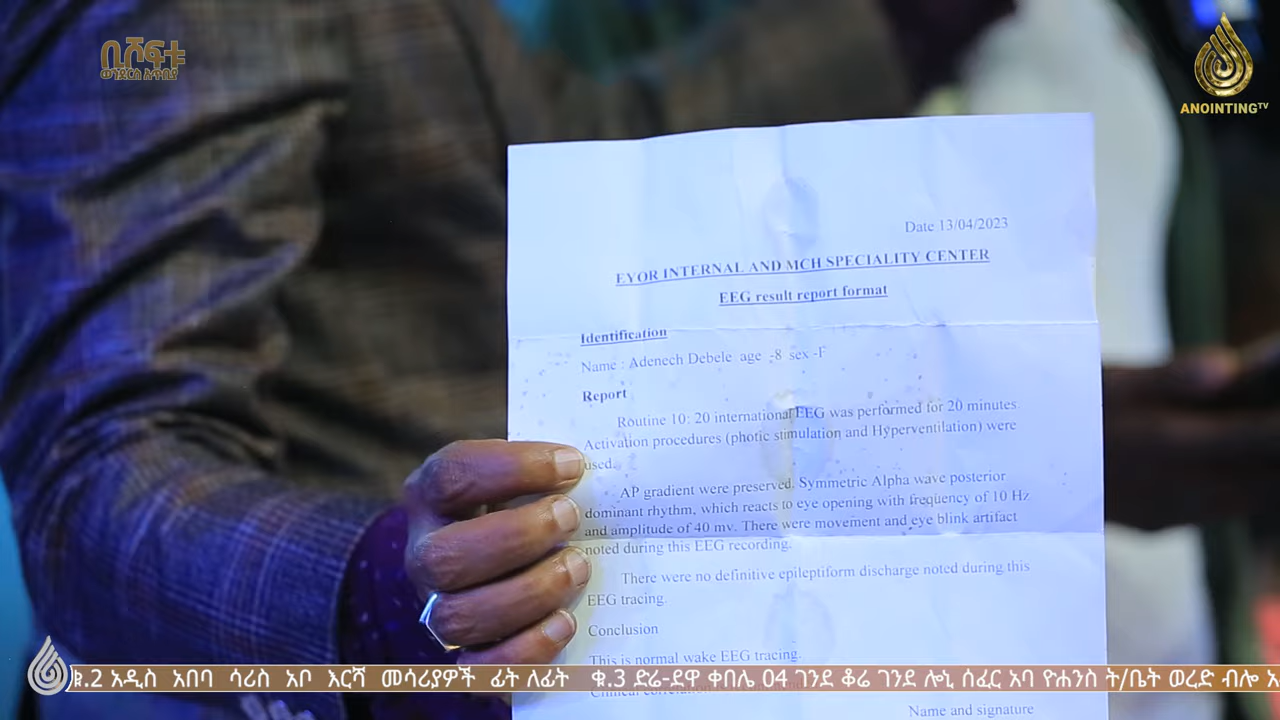 ቢሾፍቱ
ወንጀርስ አጥቢያ
ANOINTINGTV
Date 13/04/2023
EYOR INTERNAL AND MCH SPECIALITY CENTER
EEG result report format
Identification
Name : Adenech Debele age -8 sex -F
Report
Routine 10: 20 international EEG was performed for 20 minutes.
Activation procedures (photic stimulation and Hyperventilation) were
used.
AP gradient were preserved. Symmetric Alpha wave posterior
dominant rhythm, which reacts to eye opening with frequency of 10 Hz
and amplitude of 40 mv. There were movement and eye blink artifact
noted during this EEG recording.
There were no definitive epileptiform discharge noted during this
EEG tracing.
Conclusion
This is normal wake EEG tracing.
ቁ.2 አዲስ አበባ ሳሪስ አቦ እርሻ መሳሪያዎች ፊት ለፊት ቁ.3 ድሬ-ደዋ ቀበሌ 04 ገንደ ቆሬ ገንደ ሎኒ ሰፈር አባ ዮሐንስ ት/ቤት ወረድ ብሎ
Name and signature